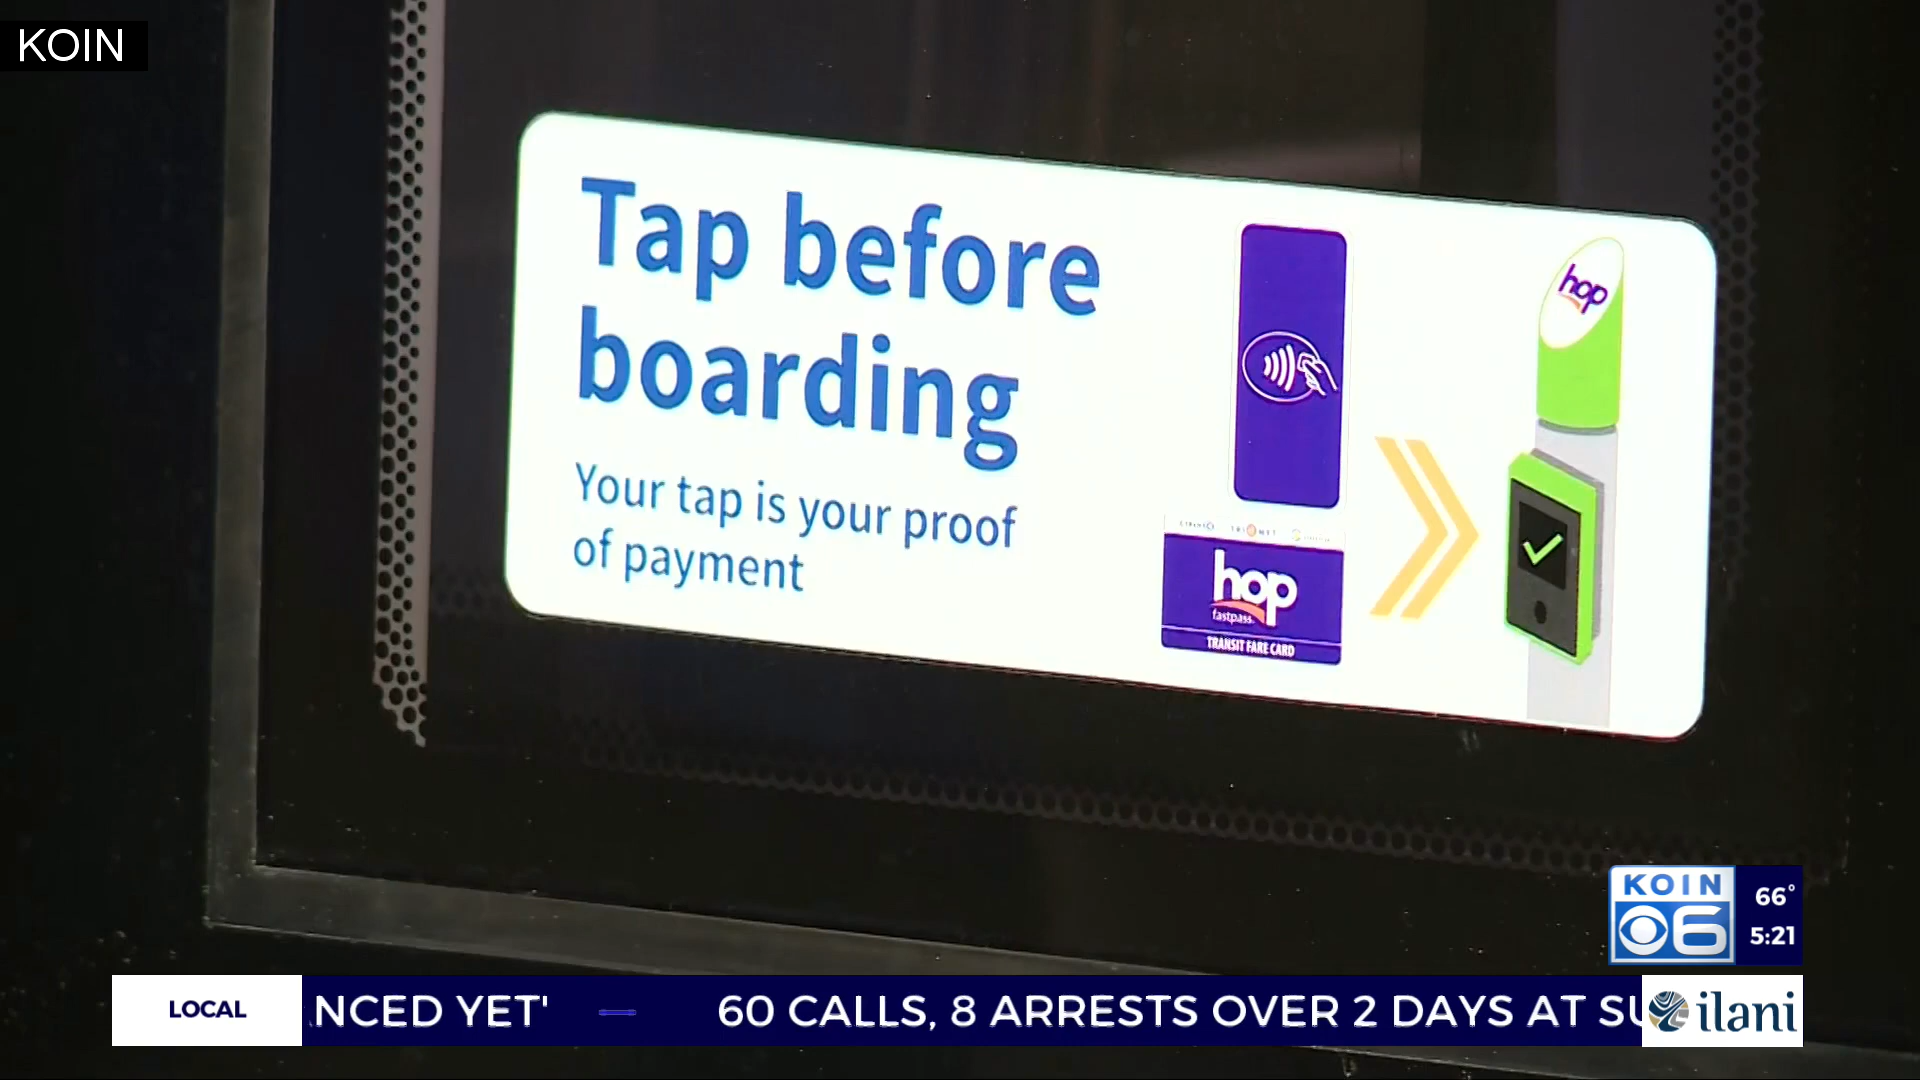 KOIN
Tap before
boarding
Your tap is your proof
of payment
hop
hop
fastpass
TRANSIT FARE CARD
KOIN
6
66°
5:21
LOCAL
NCED YET' — 60 CALLS, 8 ARRESTS OVER 2 DAYS AT SU
ilani